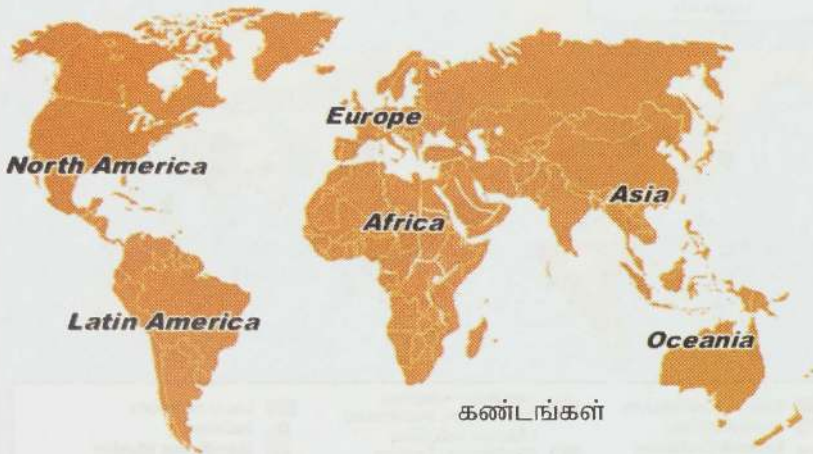 Europe
North America
Asia
Africa
Latin America
Oceania
கண்டங்கள்